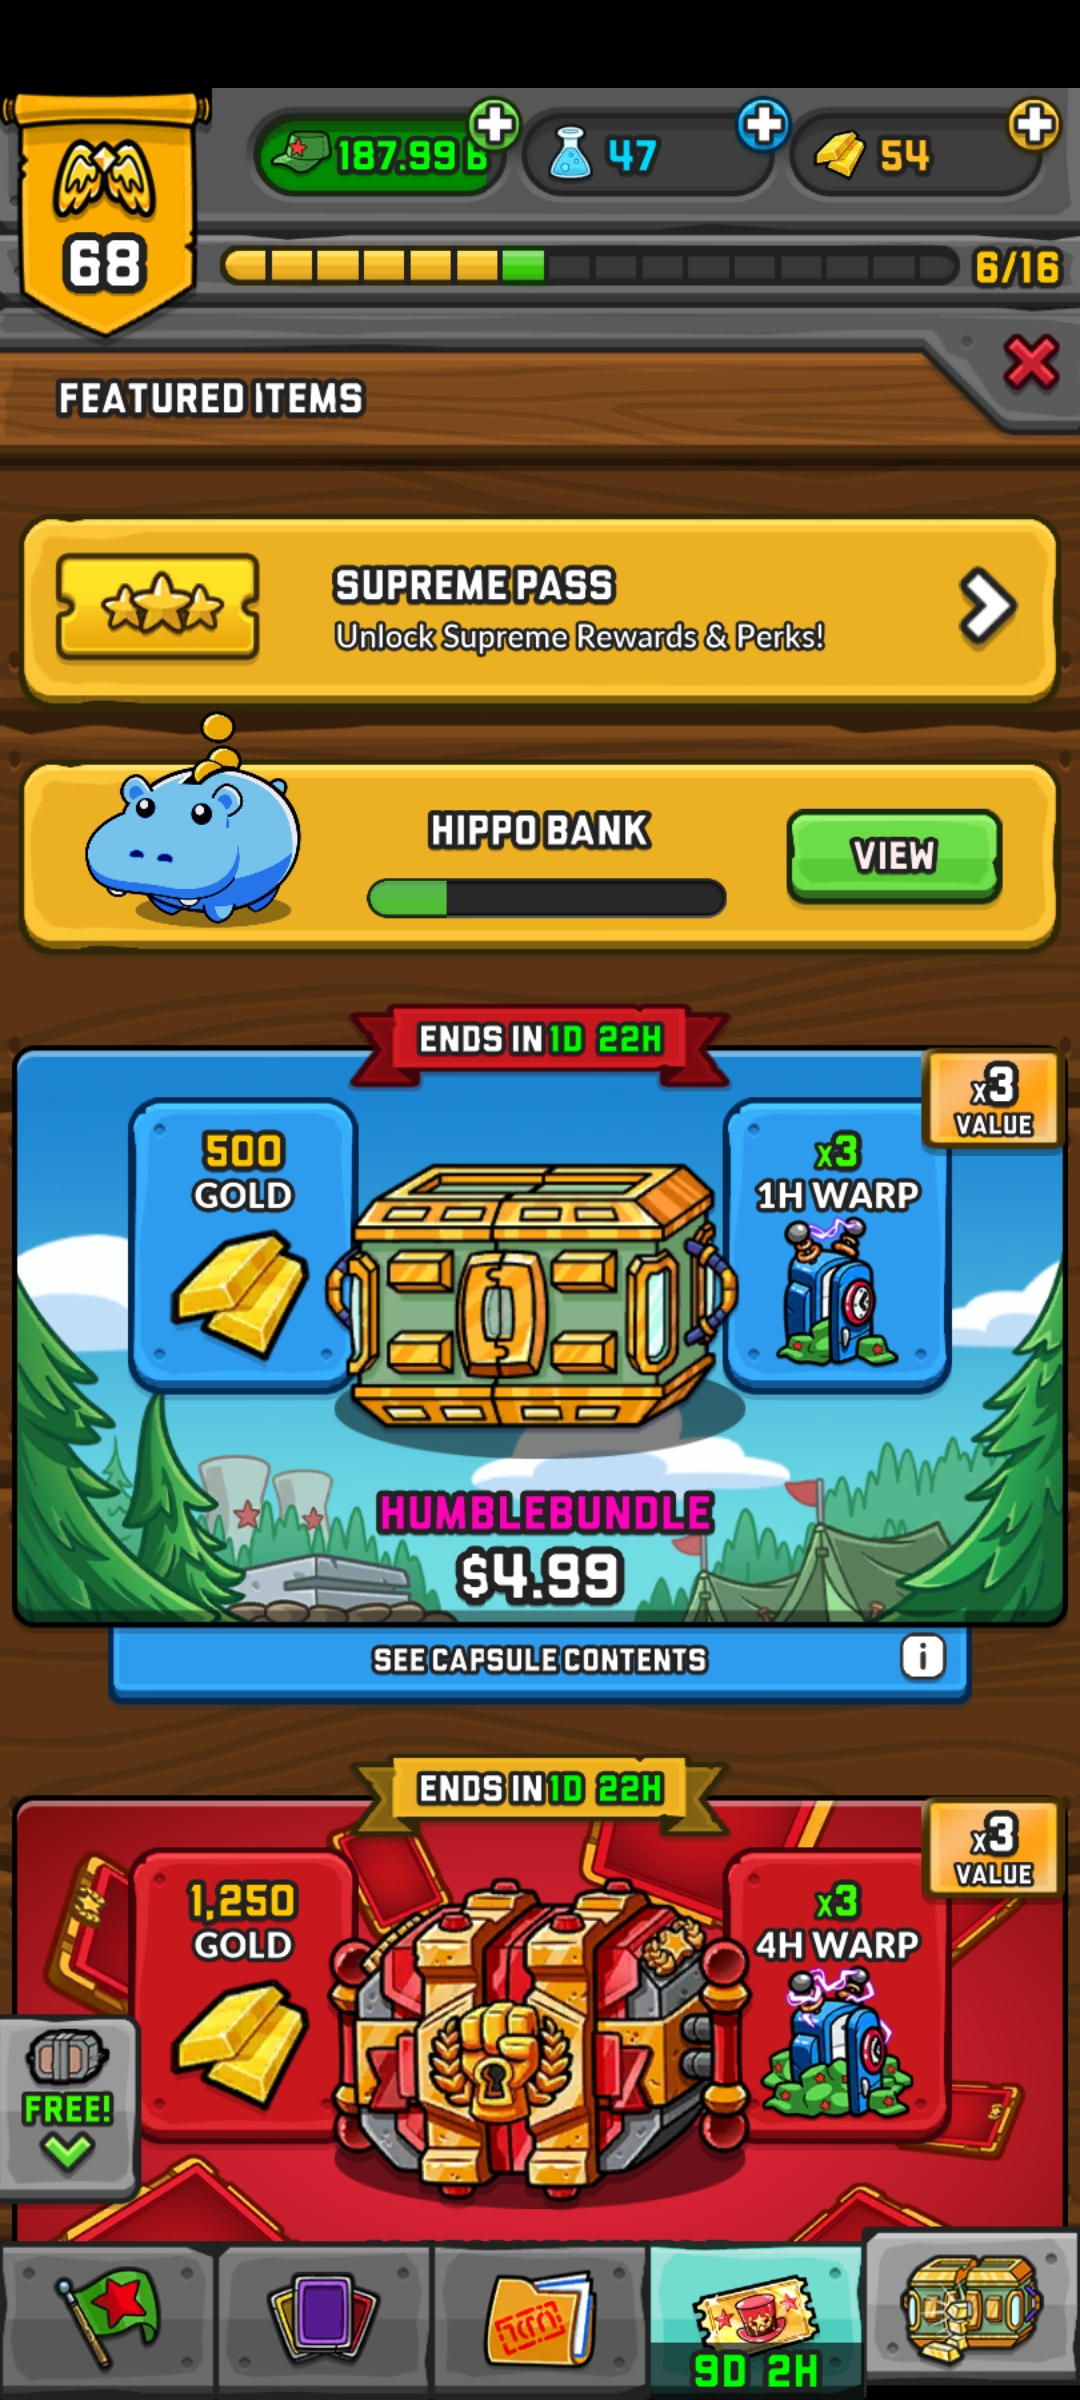 187.99 B
47
54
68
6/16
FEATURED ITEMS
SUPREME PASS
Unlock Supreme Rewards & Perks!
HIPPO BANK
VIEW
ENDS IN 1D 22H
x3
VALUE
500
GOLD
x3
1H WARP
HUMBLEBUNDLE
$4.99
SEE CAPSULE CONTENTS
i
ENDS IN 1D 22H
x3
VALUE
1,250
GOLD
x3
4H WARP
FREE!
9D 2H